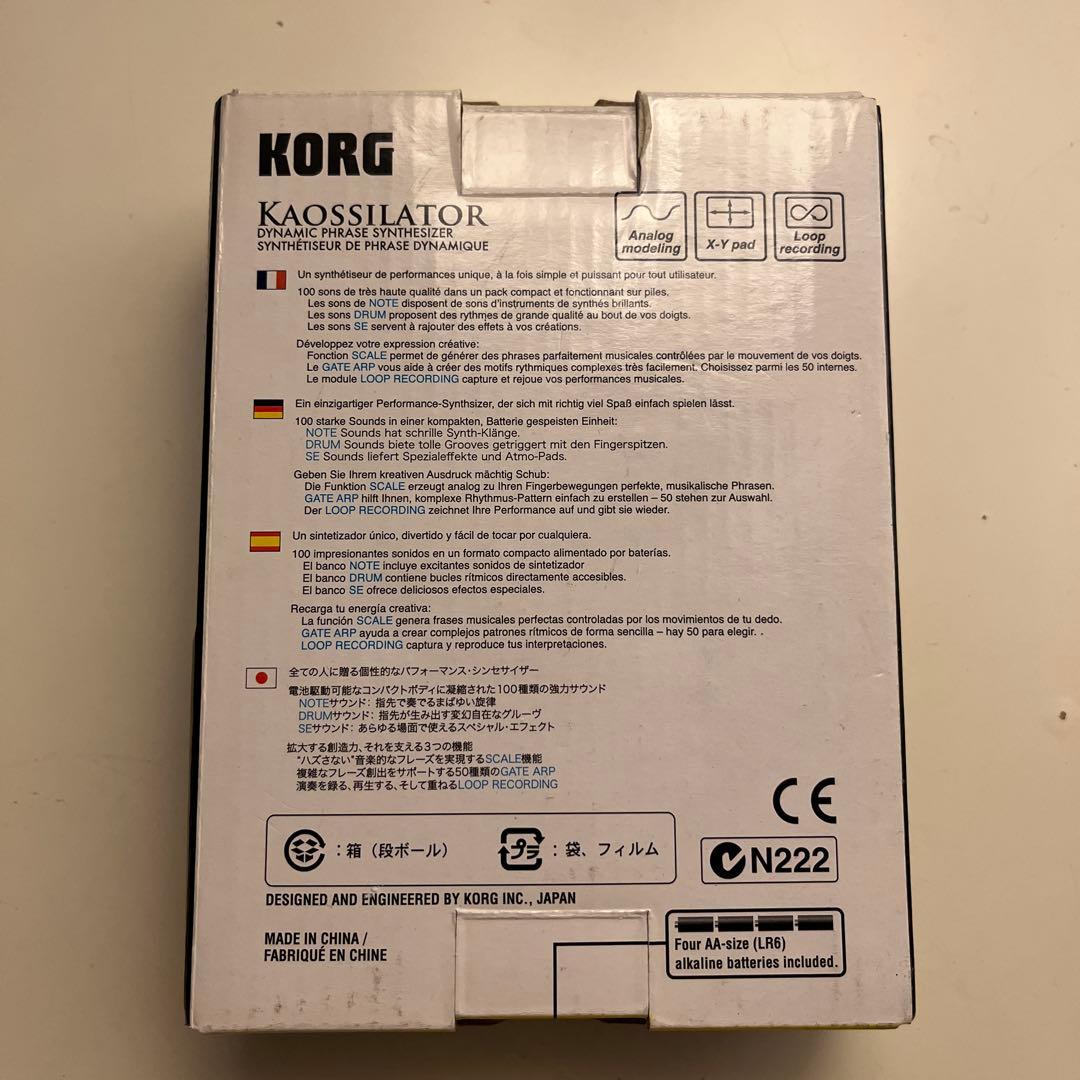 KORG
KAOSSILATOR
DYNAMIC PHRASE SYNTHESIZER
SYNTHÉTISEUR DE PHRASE DYNAMIQUE
Analog
modeling
X-Y pad
Loop
recording
Un synthétiseur de performances unique, à la fois simple et puissant pour tout utilisateur.
100 sons de très haute qualité dans un pack compact et fonctionnant sur piles.
Les sons de NOTE disposent de sons d'instruments de synthés brillants.
Les sons DRUM proposent des rythmes de grande qualité au bout de vos doigts.
Les sons SE servent à rajouter des effets à vos créations.
Développez votre expression créative:
Fonction SCALE permet de générer des phrases parfaitement musicales contrôlées par le mouvement de vos doigts.
Le GATE ARP vous aide à créer des motifs rythmiques complexes très facilement. Choisissez parmi les 50 internes.
Le module LOOP RECORDING capture et rejoue vos performances musicales.
Ein einzigartiger Performance-Synthsizer, der sich mit richtig viel Spaß einfach spielen lässt.
100 starke Sounds in einer kompakten, Batterie gespeisten Einheit:
NOTE Sounds hat schrille Synth-Klänge.
DRUM Sounds biete tolle Grooves getriggert mit den Fingerspitzen.
SE Sounds liefert Spezialeffekte und Atmo-Pads.
Geben Sie Ihrem kreativen Ausdruck mächtig Schub:
Die Funktion SCALE erzeugt analog zu Ihren Fingerbewegungen perfekte, musikalische Phrasen.
GATE ARP hilft Ihnen, komplexe Rhythmus-Pattern einfach zu erstellen – 50 stehen zur Auswahl.
Der LOOP RECORDING zeichnet Ihre Performance auf und gibt sie wieder.
Un sintetizador único, divertido y fácil de tocar por cualquiera.
100 impresionantes sonidos en un formato compacto alimentado por baterías.
El banco NOTE incluye excitantes sonidos de sintetizador
El banco DRUM contiene bucles rítmicos directamente accesibles.
El banco SE ofrece deliciosos efectos especiales.
Recarga tu energía creativa:
La función SCALE genera frases musicales perfectas controladas por los movimientos de tu dedo.
GATE ARP ayuda a crear complejos patrones rítmicos de forma sencilla – hay 50 para elegir. .
LOOP RECORDING captura y reproduce tus interpretaciones.
全ての人に贈る個性的なパフォーマンス・シンセサイザー
電池駆動可能なコンパクトボディに凝縮された100種類の強力サウンド
NOTEサウンド：指先で奏でるまばゆい旋律
DRUMサウンド：指先が生み出す変幻自在なグルーヴ
SEサウンド：あらゆる場面で使えるスペシャル・エフェクト
拡大する創造力、それを支える3つの機能
"ハズさない"音楽的なフレーズを実現するSCALE機能
複雑なフレーズ創出をサポートする50種類のGATE ARP
演奏を録る、再生する、そして重ねるLOOP RECORDING
CE
：箱（段ボール）
プラ：袋、フィルム
N222
DESIGNED AND ENGINEERED BY KORG INC., JAPAN
MADE IN CHINA /
FABRIQUÉ EN CHINE
Four AA-size (LR6)
alkaline batteries included.